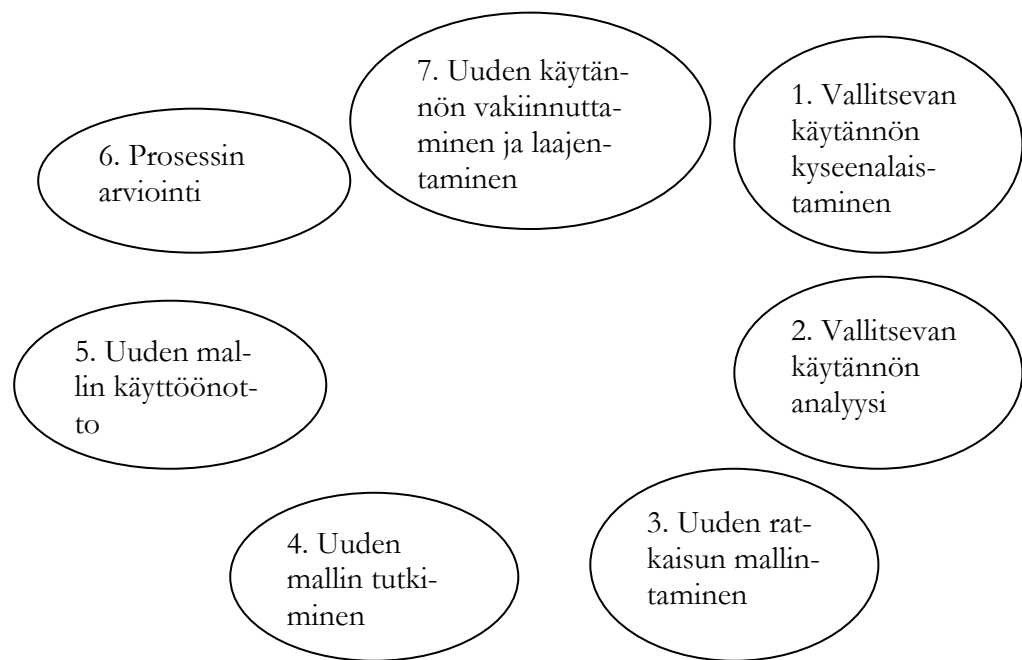 1. Vallitsevan
käytännön
kyseenalais-
taminen
2. Vallitsevan
käytännön
analyysi
3. Uuden rat-
kaisun mallin-
taminen
4. Uuden
mallin tutki-
minen
5. Uuden mal-
lin käyttöönot-
to
6. Prosessin
arviointi
7. Uuden käytän-
nön vakiinnutta-
minen ja laajen-
taminen